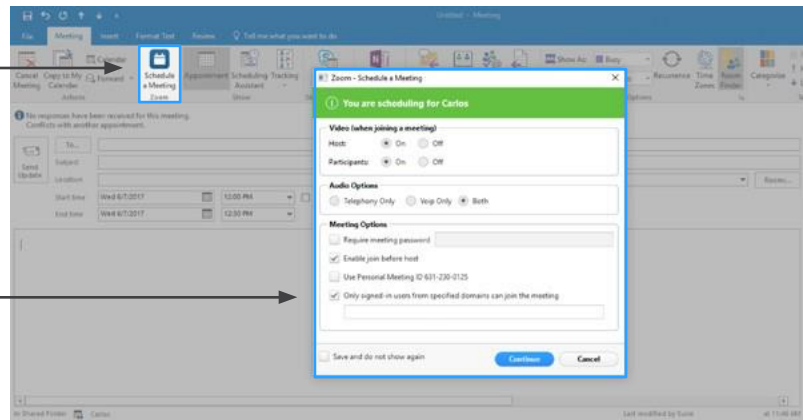 Untitled - Meeting
File Meeting Insert Format Text Review Tell me what you want to do
Cancel Meeting
Copy to My Calendar
Calendar
Forward
Actions
Schedule a Meeting
Zoom
Appointment
Scheduling Assistant
Tracking
Show
Show As: Busy
Recurrence
Time Zones
Room Finder
Options
Categorize
No responses have been received for this meeting.
Conflicts with another appointment.
Send Update
To...
Subject
Location
Rooms...
Start time Wed 6/7/2017 12:00 PM
End time Wed 6/7/2017 12:30 PM
Zoom - Schedule a Meeting
You are scheduling for Carlos
Video (when joining a meeting)
Host: On Off
Participants: On Off
Audio Options
Telephony Only Voip Only Both
Meeting Options
Require meeting password
Enable join before host
Use Personal Meeting ID 631-230-0125
Only signed-in users from specified domains can join the meeting
Save and do not show again
Continue Cancel
In Shared Folder Carlos
Last modified by
at 11:46 AM